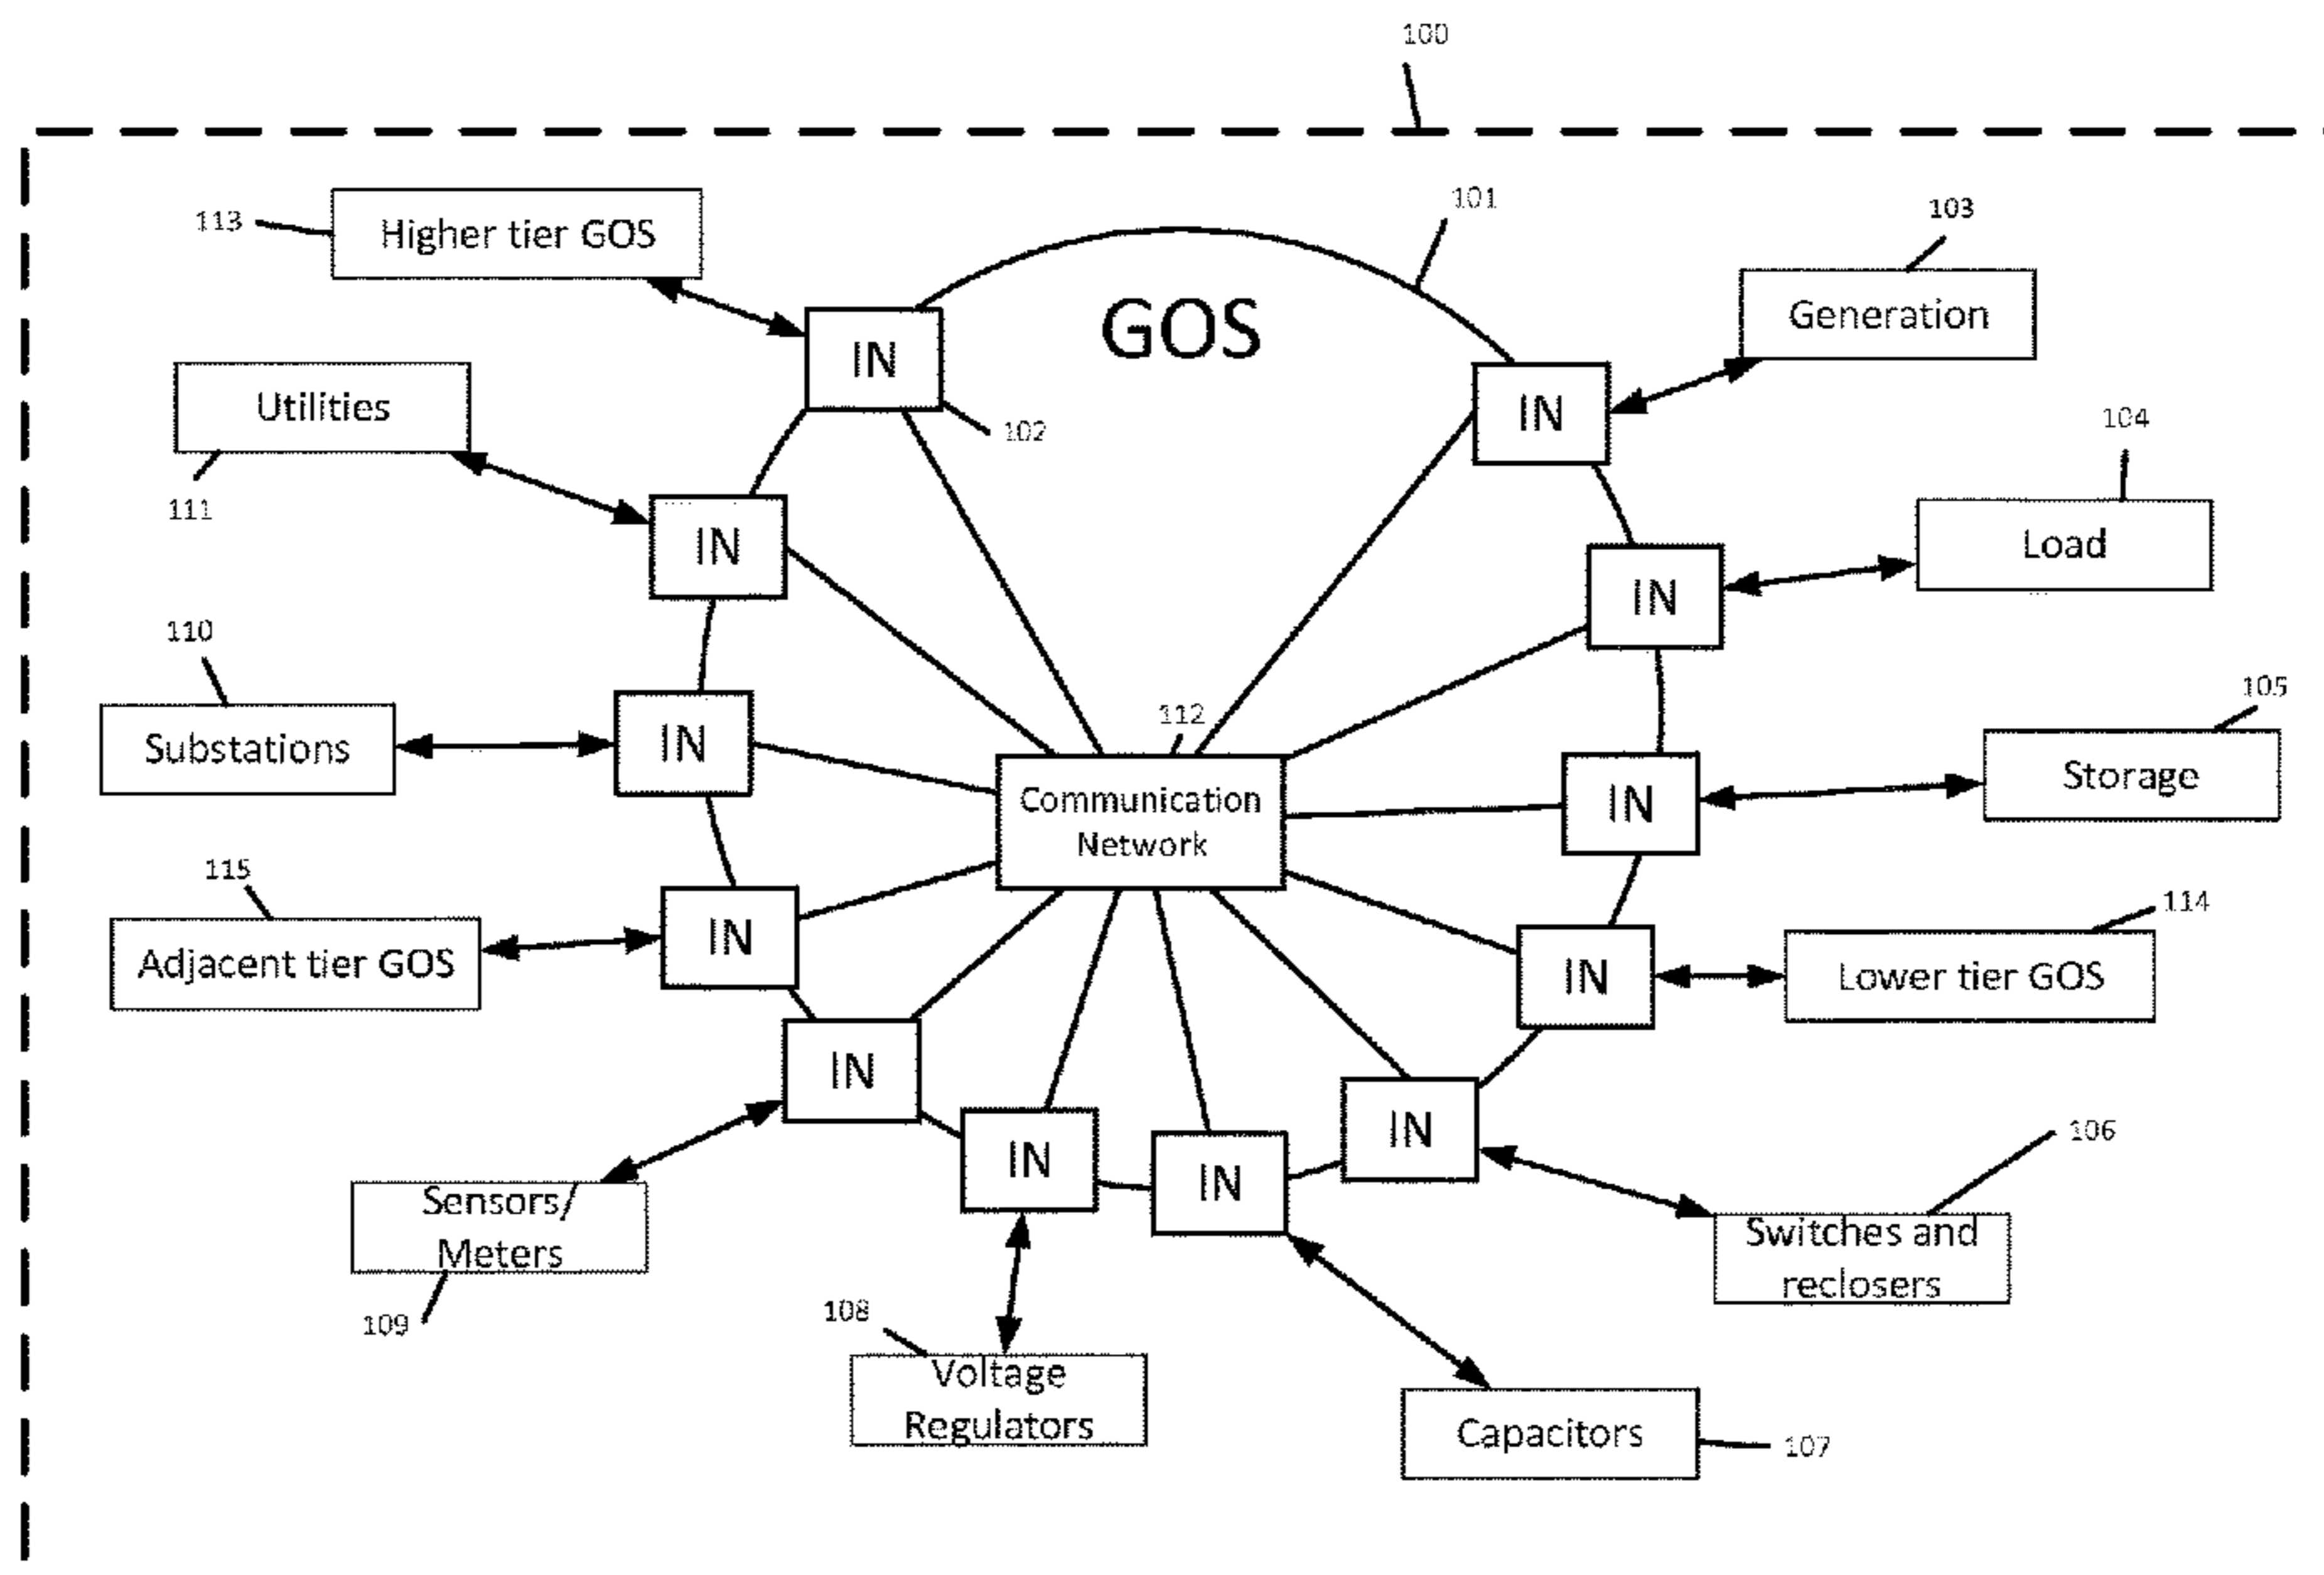 100
101
103
113
Higher tier GOS
GOS
Generation
IN
Utilities
IN
102
104
111
IN
Load
IN
110
105
Substations
IN
112
Storage
Communication
Network
IN
115
114
Adjacent tier GOS
IN
IN
Lower tier GOS
IN
IN
106
IN
IN
Sensors/
Meters
Switches and
reclosers
109
108
Voltage
Regulators
Capacitors
107